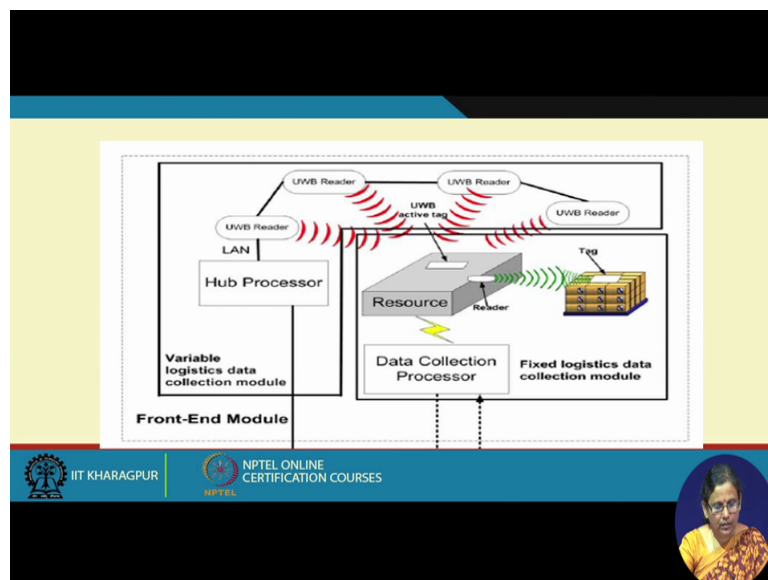 UWB Reader
UWB Reader
UWB
active tag
UWB Reader
UWB Reader
LAN
Tag
Hub Processor
Resource
Reader
Variable
logistics data
collection module
Data Collection
Processor
Fixed logistics data
collection module
Front-End Module
IIT KHARAGPUR
NPTEL
NPTEL ONLINE
CERTIFICATION COURSES